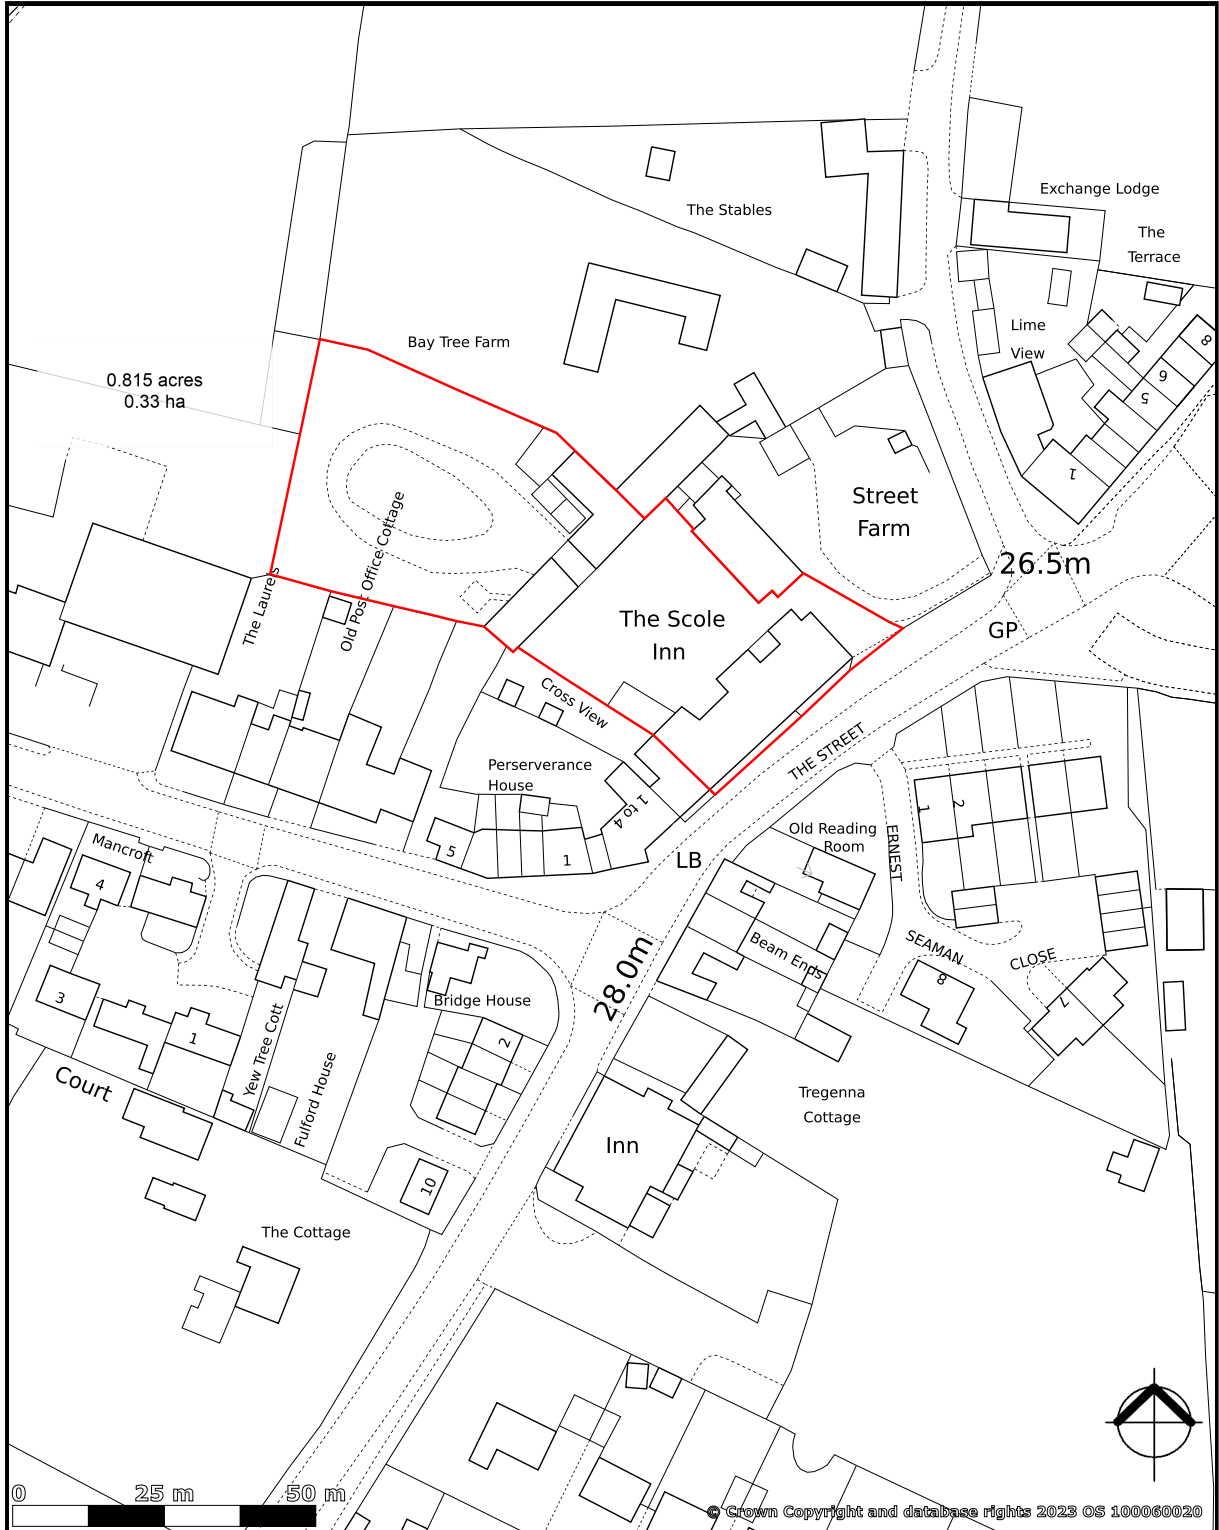 Exchange Lodge
The Stables
The
Terrace
Lime
View
8
6
5
1
Bay Tree Farm
0.815 acres
0.33 ha
Street
Farm
26.5m
GP
The Laurels
Old Post Office Cottage
The Scole
Inn
Cross View
THE STREET
Perserverance
House
1 to 4
5
1
LB
Old Reading
Room
ERNEST
1
2
Mancroft
4
3
1
Court
Beam Ends
28.0m
SEAMAN
CLOSE
8
7
Bridge House
2
Yew Tree Cott
Fulford House
Tregenna
Cottage
Inn
10
The Cottage
0
25 m
50 m
© Crown Copyright and database rights 2023 OS 100060020